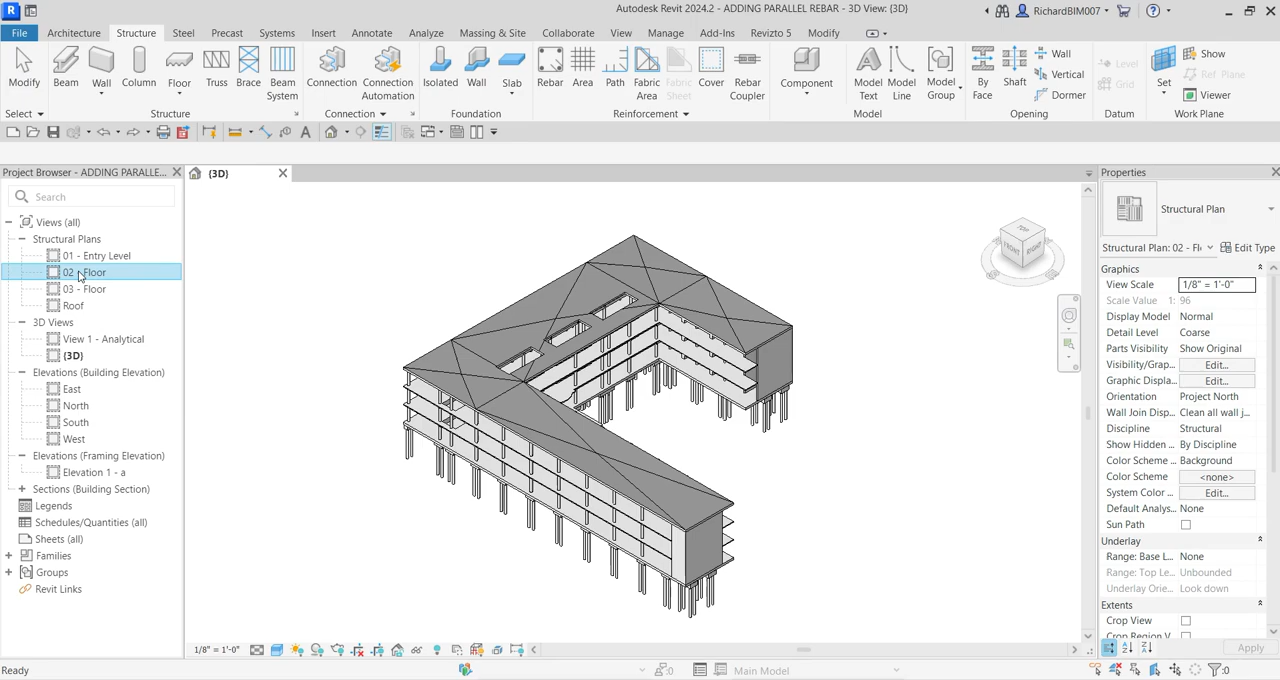 R Autodesk Revit 2024.2 - ADDING PARALLEL REBAR - 3D View: {3D} RichardBIM007
File Architecture Structure Steel Precast Systems Insert Annotate Analyze Massing & Site Collaborate View Manage Add-Ins Revizto 5 Modify
Modify Beam Wall Column Floor Truss Brace Beam System Connection Connection Automation Isolated Wall Slab Rebar Area Path Fabric Area Fabric Sheet Cover Rebar Coupler Component Model Text Model Line Model Group By Face Shaft Wall Vertical Dormer Level Grid Set Show Ref Plane Viewer
Select Structure Connection Foundation Reinforcement Model Opening Datum Work Plane
Project Browser - ADDING PARALLE...
Search
Views (all)
Structural Plans
01 - Entry Level
02 - Floor
03 - Floor
Roof
3D Views
View 1 - Analytical
{3D}
Elevations (Building Elevation)
East
North
South
West
Elevations (Framing Elevation)
Elevation 1 - a
Sections (Building Section)
Legends
Schedules/Quantities (all)
Sheets (all)
Families
Groups
Revit Links
{3D}
TOP
FRONT RIGHT
Properties
Structural Plan
Structural Plan: 02 - Fl Edit Type
Graphics
View Scale 1/8" = 1'-0"
Scale Value 1: 96
Display Model Normal
Detail Level Coarse
Parts Visibility Show Original
Visibility/Grap... Edit...
Graphic Displa... Edit...
Orientation Project North
Wall Join Disp... Clean all wall j...
Discipline Structural
Show Hidden ... By Discipline
Color Scheme ... Background
Color Scheme <none>
System Color ... Edit...
Default Analys... None
Sun Path
Underlay
Range: Base L... None
Range: Top Le... Unbounded
Underlay Orie... Look down
Extents
Crop View
Crop Region V
Apply
1/8" = 1'-0"
Ready :0 Main Model :0